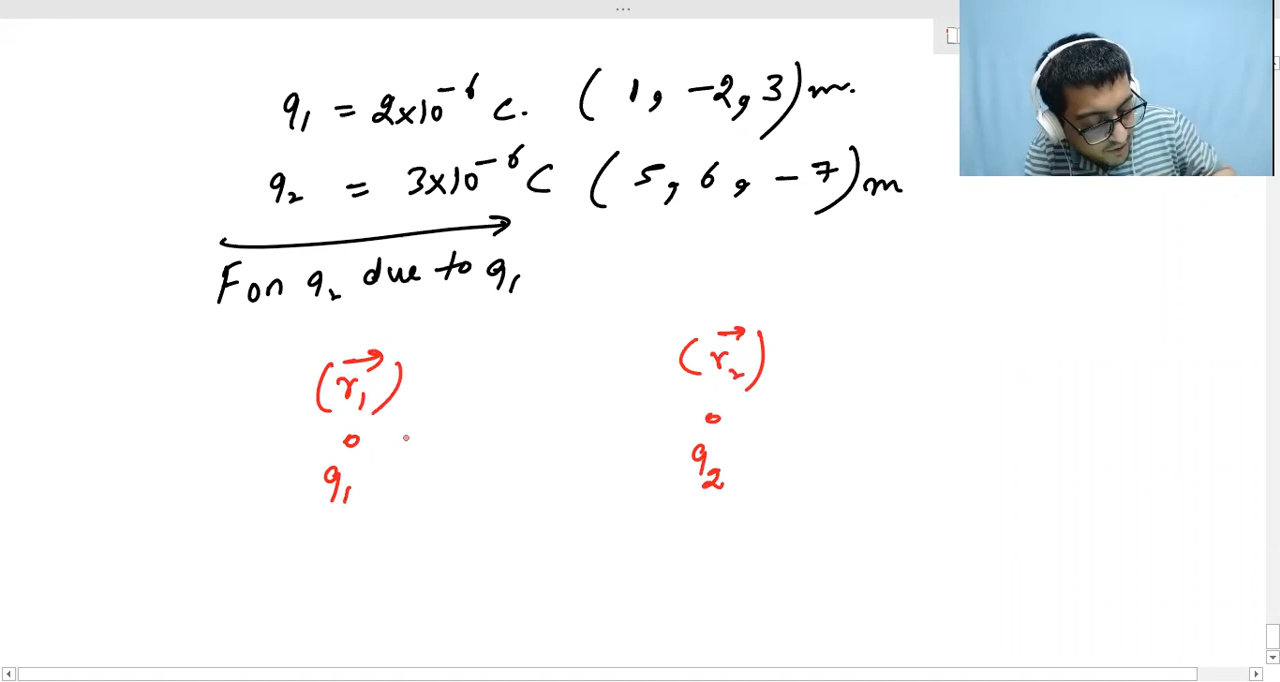 q₁ = 2×10⁻⁶ C. (1, -2, 3) m.
q₂ = 3×10⁻⁶ C (5, 6, -7) m
F on q₂ due to q₁
(r₁⃗) (r₂⃗)
q₁ q₂